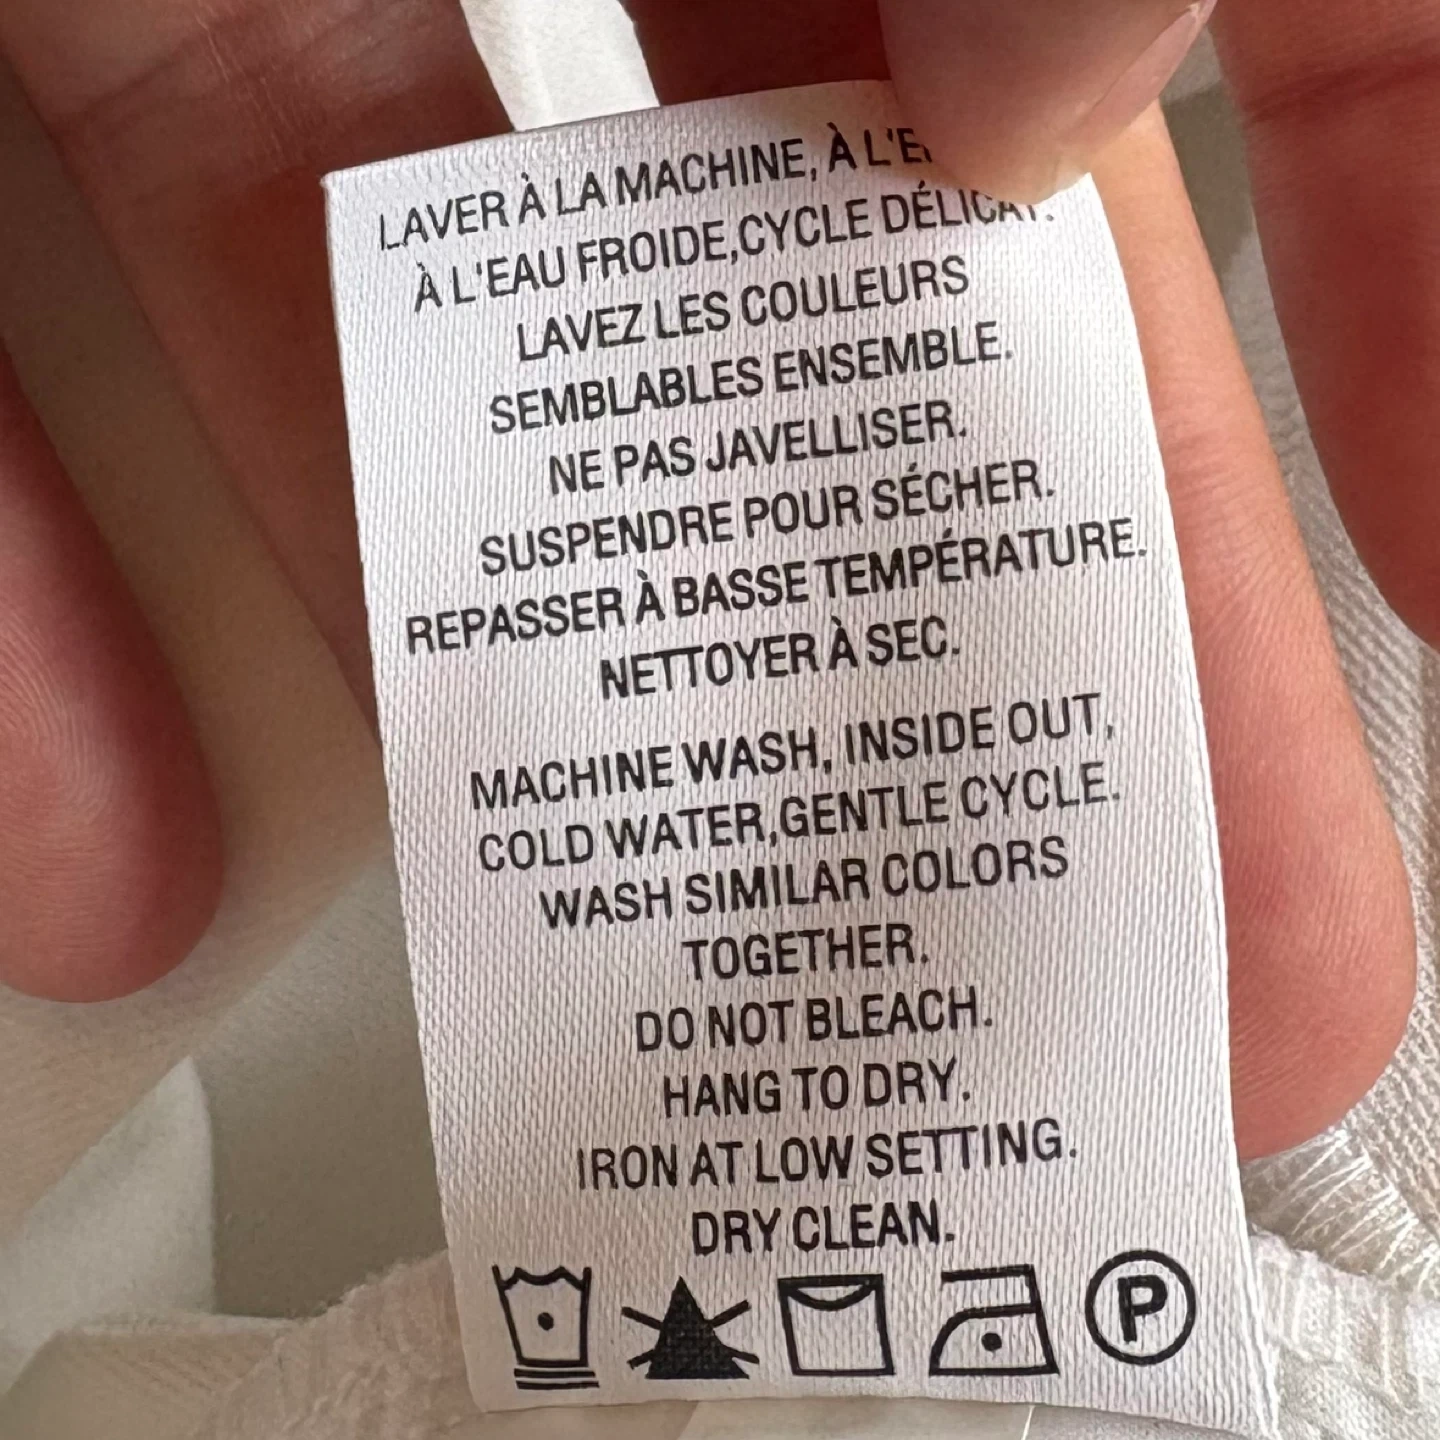 LAVER À LA MACHINE, À
À L'EAU FROIDE,CYCLE DÉLICAT.
LAVEZ LES COULEURS
SEMBLABLES ENSEMBLE.
NE PAS JAVELLISER.
SUSPENDRE POUR SÉCHER.
REPASSER À BASSE TEMPÉRATURE.
NETTOYER À SEC.
MACHINE WASH, INSIDE OUT,
COLD WATER,GENTLE CYCLE.
WASH SIMILAR COLORS
TOGETHER.
DO NOT BLEACH.
HANG TO DRY.
IRON AT LOW SETTING.
DRY CLEAN.
P